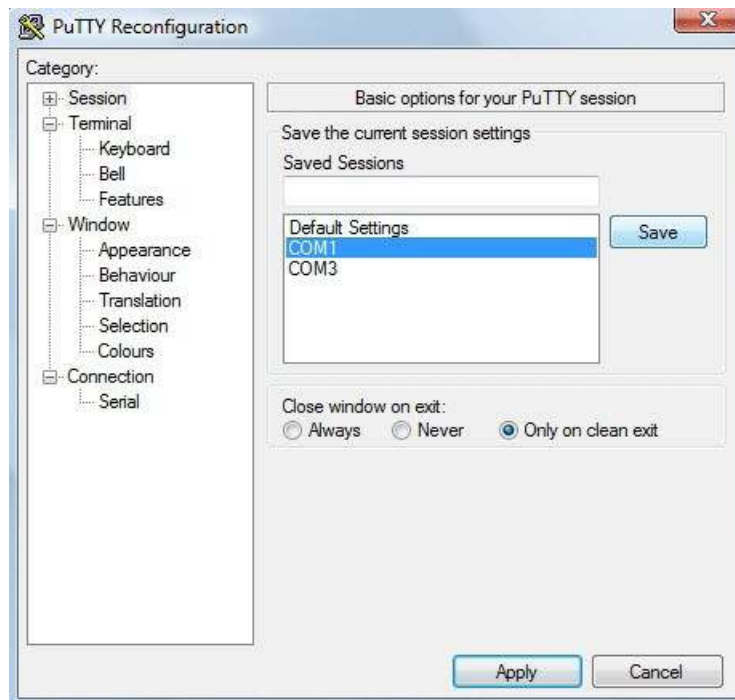 PuTTY Reconfiguration
Category:
Session
Terminal
Keyboard
Bell
Features
Window
Appearance
Behaviour
Translation
Selection
Colours
Connection
Serial
Basic options for your PuTTY session
Save the current session settings
Saved Sessions
Default Settings
COM1
COM3
Save
Close window on exit:
Always Never Only on clean exit
Apply Cancel